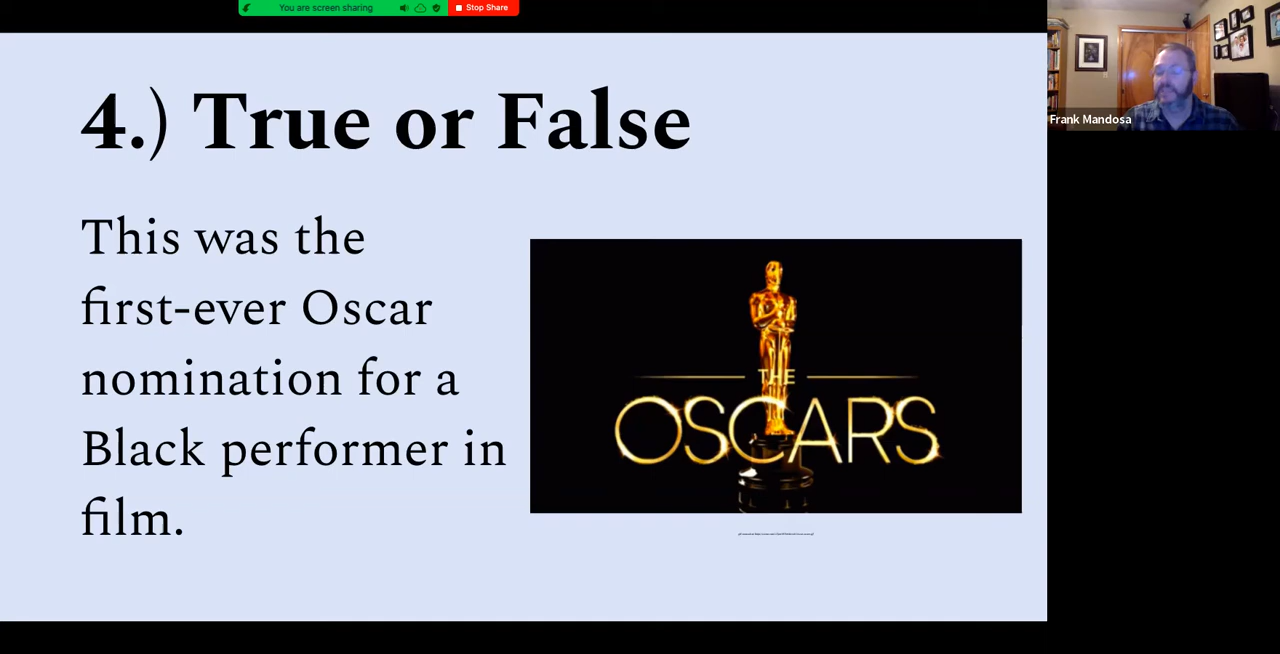 You are screen sharing
Stop Share
Frank Mandosa
4.) True or False
This was the
first-ever Oscar
nomination for a
Black performer in
film.
THE
OSCARS